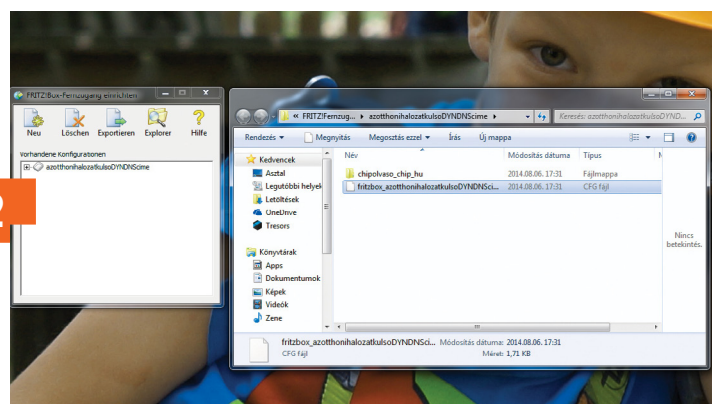 FRITZ!Box-Fernzugang einrichten
Neu Löschen Exportieren Explorer Hilfe
Vorhandene Konfigurationen
azotthonihalozatkulsoDYNDNScime
2
« FRITZ!Fernzug... ▸ azotthonihalozatkulsoDYNDNScime ▸
Keresés: azotthonihalozatkulsoDYND...
Rendezés Megnyitás Megosztás ezzel Írás Új mappa
Kedvencek
Asztal
Legutóbbi helyek
Letöltések
OneDrive
Tresors
Könyvtárak
Apps
Dokumentumok
Képek
Videók
Zene
Név Módosítás dátuma Típus
chipolvaso_chip_hu 2014.08.06. 17:31 Fájlmappa
fritzbox_azotthonihalozatkulsoDYNDNSci... 2014.08.06. 17:31 CFG fájl
Nincs
betekintés.
fritzbox_azotthonihalozatkulsoDYNDNSci... Módosítás dátuma: 2014.08.06. 17:31
CFG fájl Méret: 1,71 KB